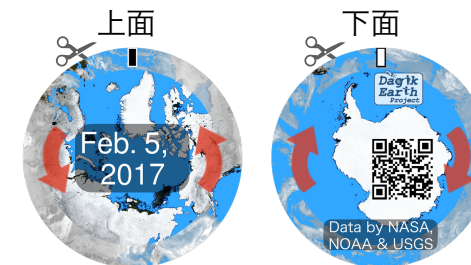 上面
下面
Feb. 5,
2017
Dagik
Earth
Project
Data by NASA,
NOAA & USGS